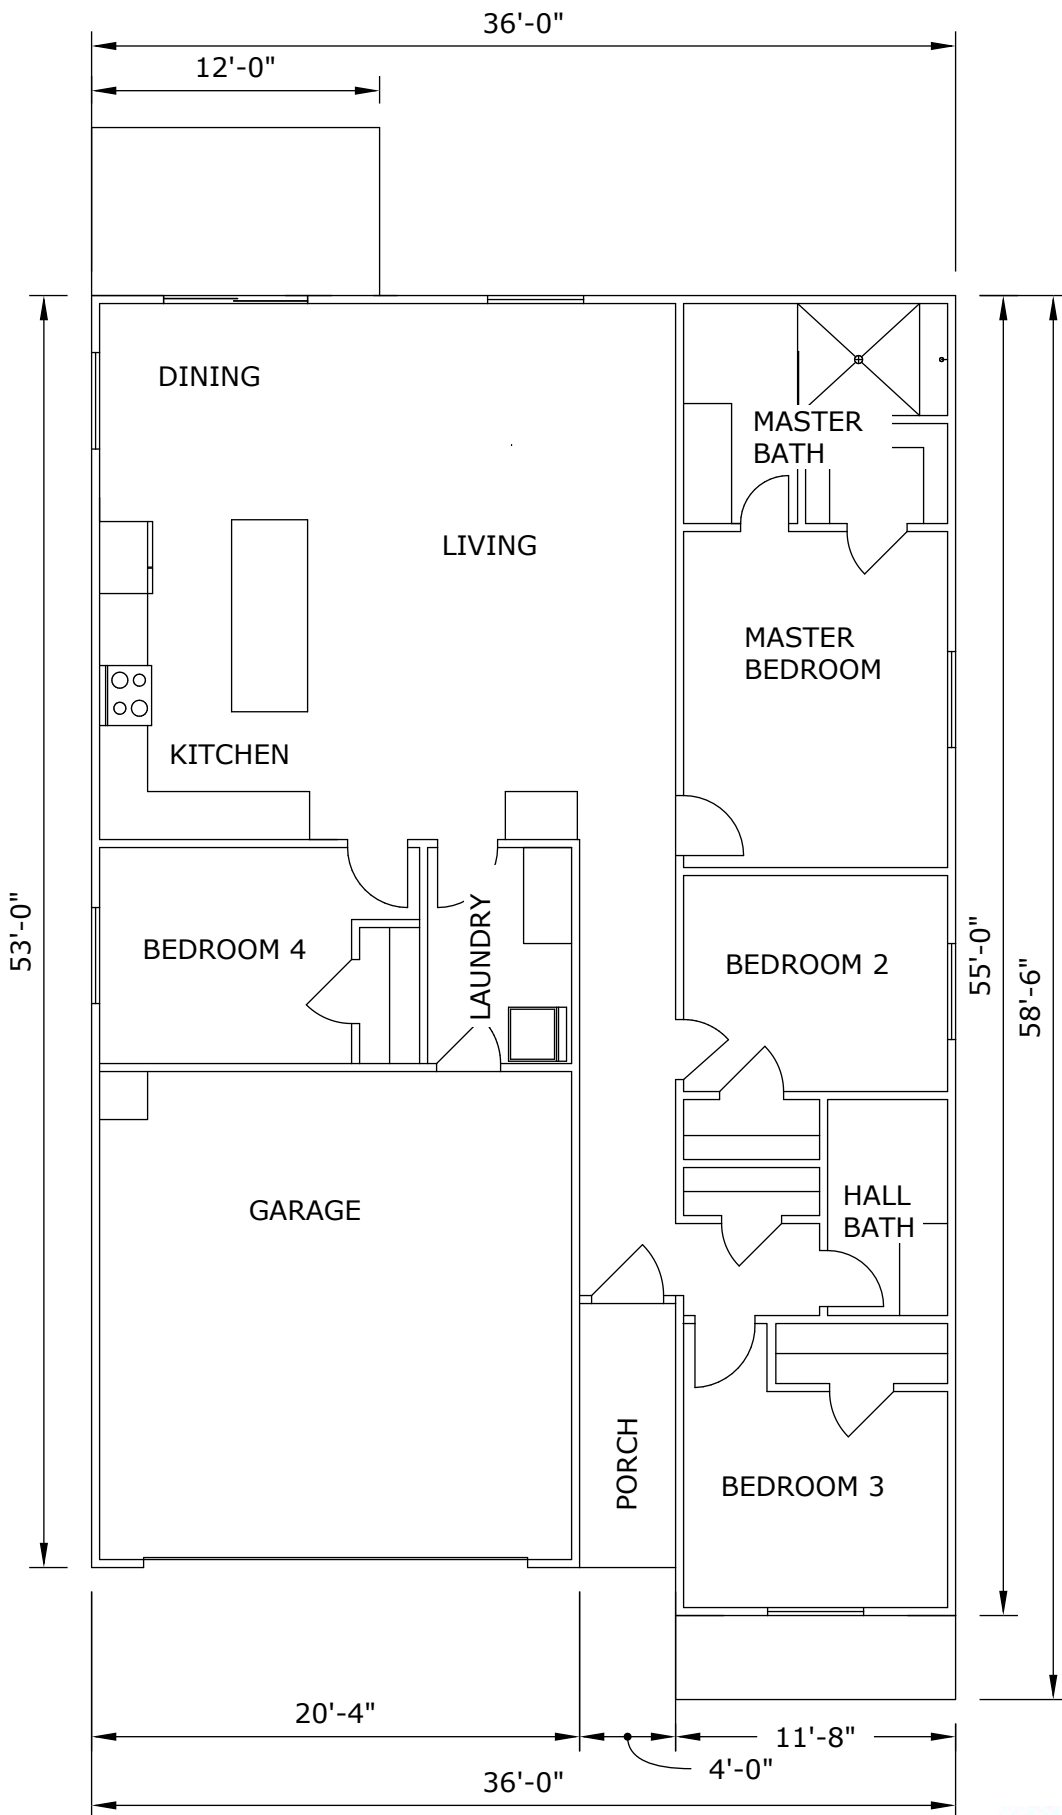 36'-0"
12'-0"
DINING
MASTER
BATH
LIVING
MASTER
BEDROOM
KITCHEN
53'-0"
BEDROOM 4
LAUNDRY
BEDROOM 2
55'-0"
58'-6"
GARAGE
HALL
BATH
PORCH
BEDROOM 3
20'-4"
4'-0"
11'-8"
36'-0"